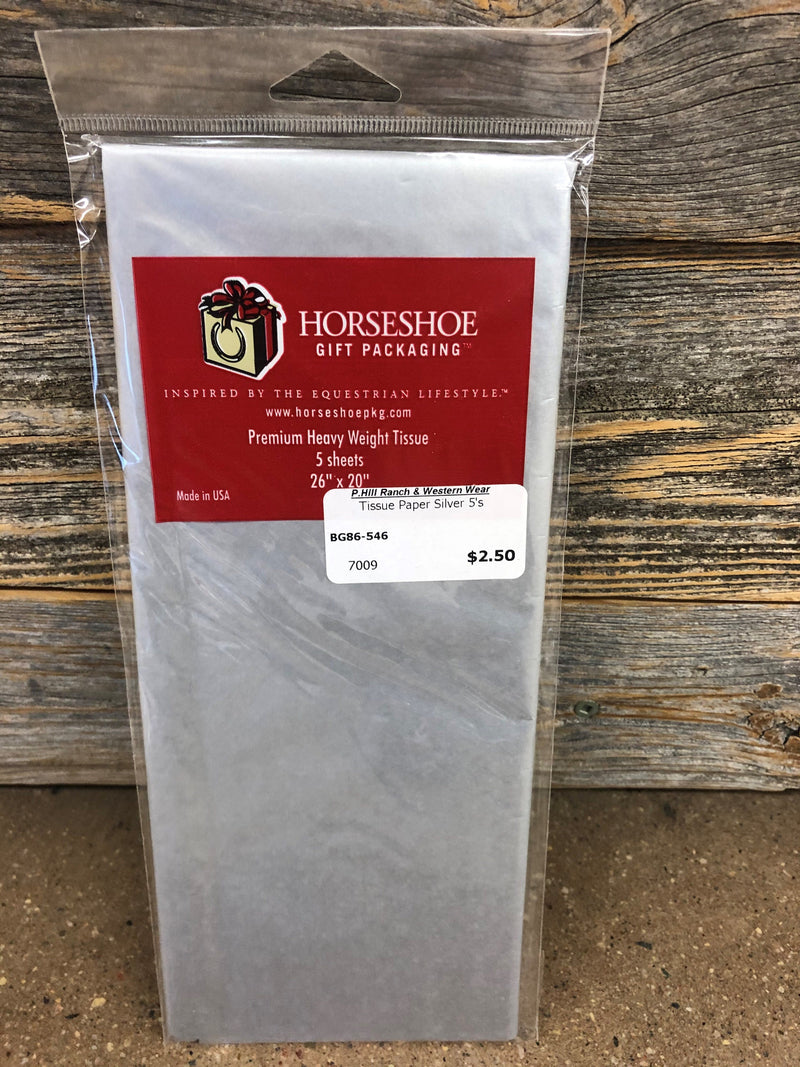 HORSESHOE
GIFT PACKAGING™
INSPIRED BY THE EQUESTRIAN LIFESTYLE.™
www.horseshoepkg.com
Premium Heavy Weight Tissue
5 sheets
26" x 20"
Made in USA
P.Hill Ranch & Western Wear
Tissue Paper Silver 5's
BG86-546
7009
$2.50